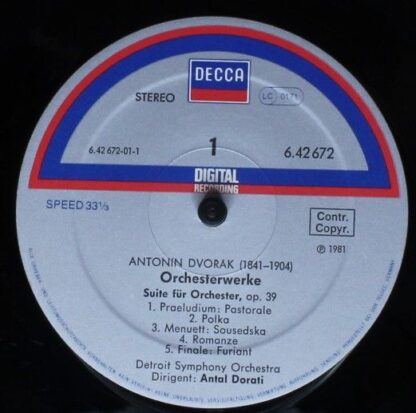 DECCA
STEREO
LC 0171
6.42 672-01-1
1
6.42 672
DIGITAL
RECORDING
SPEED 33⅓
Contr.
Copyr.
℗ 1981
ANTONIN DVORAK (1841–1904)
Orchesterwerke
Suite für Orchester, op. 39
1. Praeludium: Pastorale
2. Polka
3. Menuett: Sousedska
4. Romanze
5. Finale: Furiant
Detroit Symphony Orchestra
Dirigent: Antal Dorati